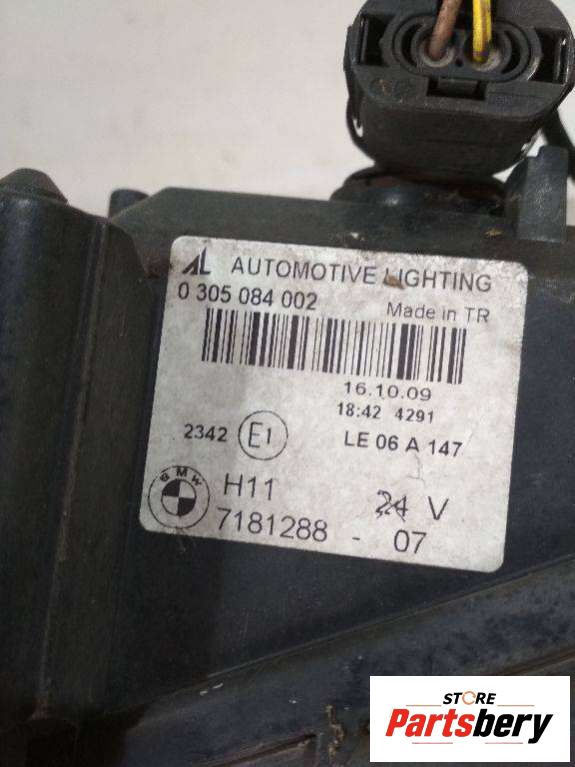 AL AUTOMOTIVE LIGHTING
0 305 084 002 Made in TR
16.10.09
18:42 4291
2342 E1 LE 06 A 147
BMW H11 24 V
7181288 - 07
STORE
Partsbery